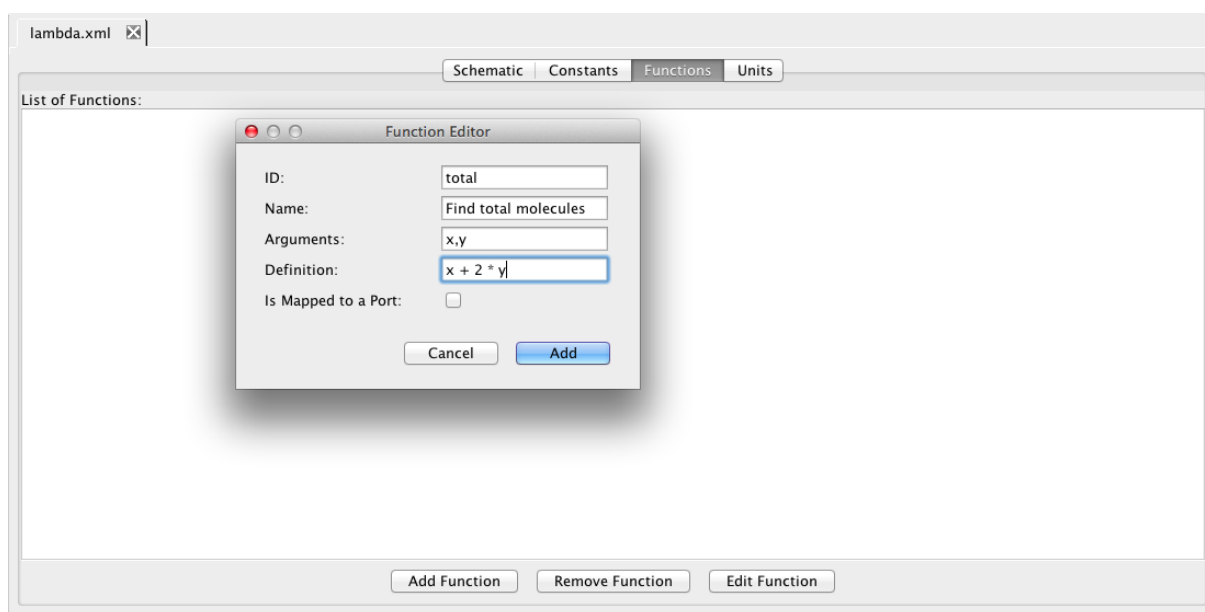 lambda.xml
Schematic Constants Functions Units
List of Functions:
Function Editor
ID: total
Name: Find total molecules
Arguments: x,y
Definition: x + 2 * y
Is Mapped to a Port:
Cancel Add
Add Function Remove Function Edit Function